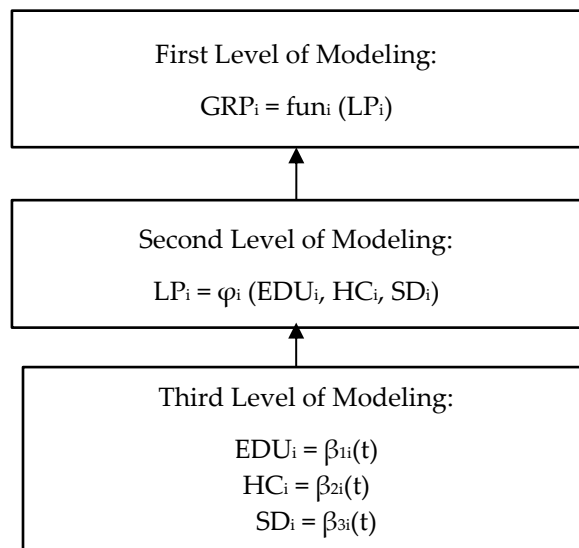 First Level of Modeling:
GRPᵢ = funᵢ (LPᵢ)
Second Level of Modeling:
LPᵢ = φᵢ (EDUᵢ, HCᵢ, SDᵢ)
Third Level of Modeling:
EDUᵢ = β₁ᵢ(t)
HCᵢ = β₂ᵢ(t)
SDᵢ = β₃ᵢ(t)